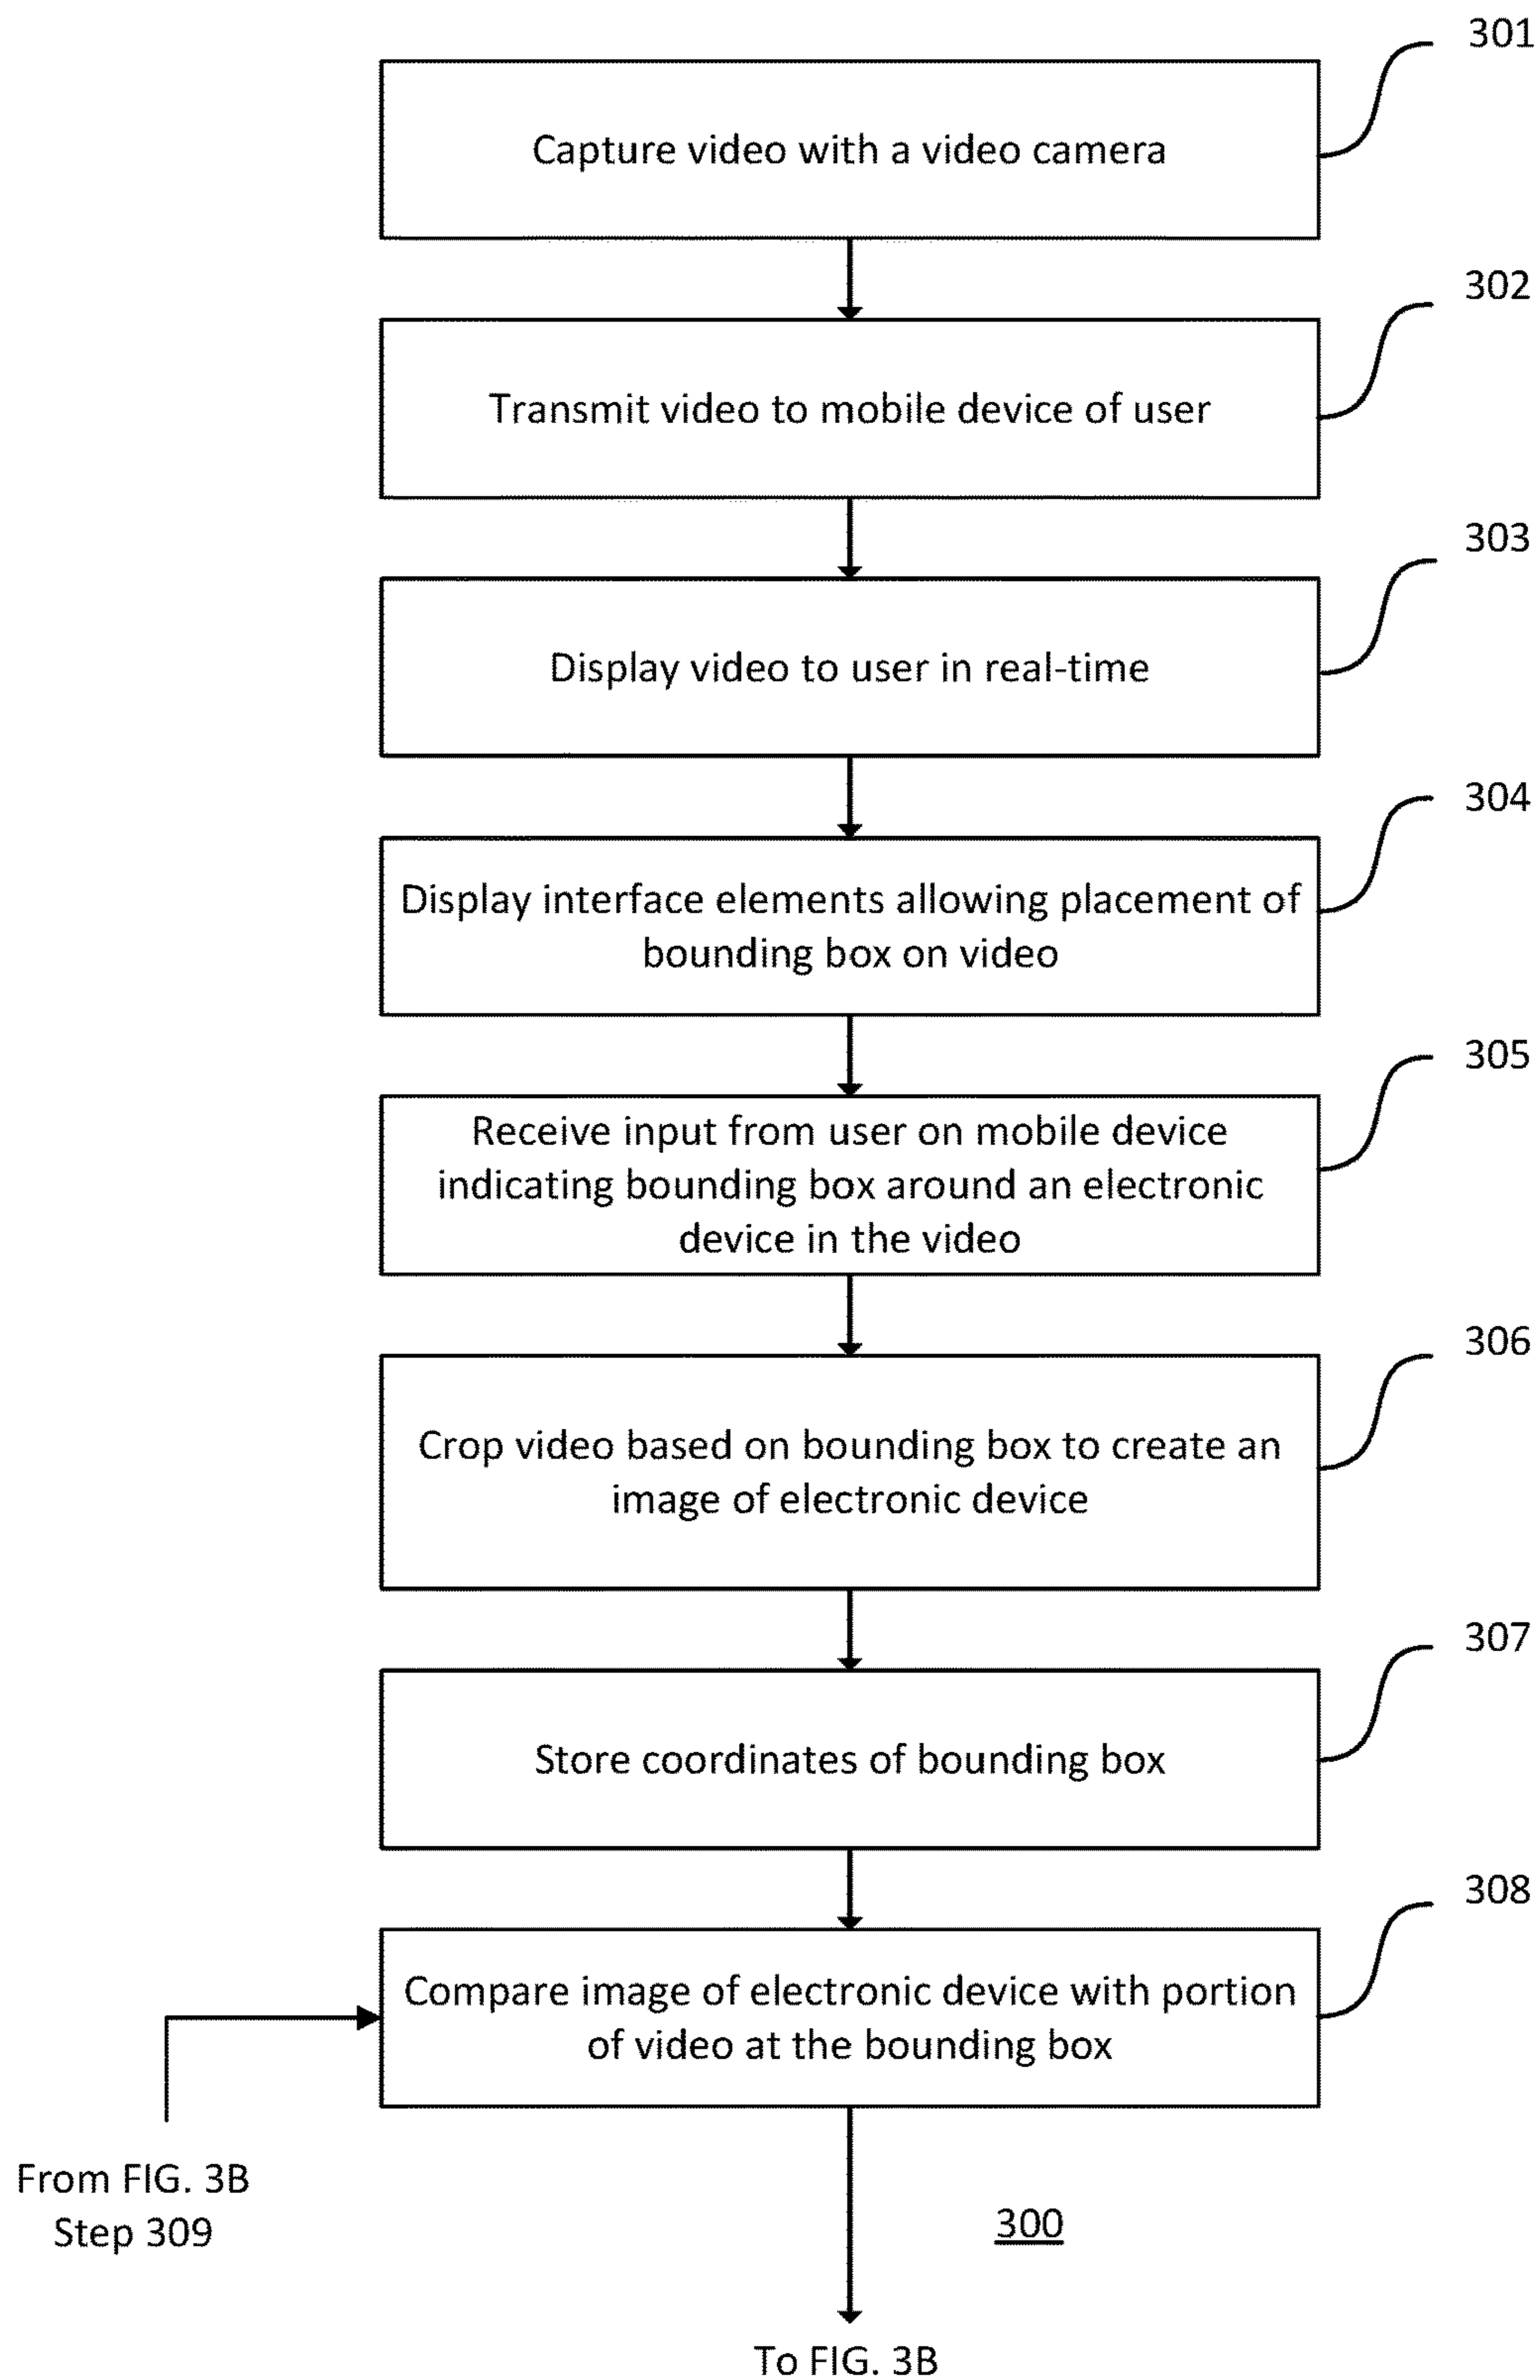 301
Capture video with a video camera
302
Transmit video to mobile device of user
303
Display video to user in real-time
304
Display interface elements allowing placement of
bounding box on video
305
Receive input from user on mobile device
indicating bounding box around an electronic
device in the video
306
Crop video based on bounding box to create an
image of electronic device
307
Store coordinates of bounding box
308
Compare image of electronic device with portion
of video at the bounding box
From FIG. 3B
Step 309
300
To FIG. 3B